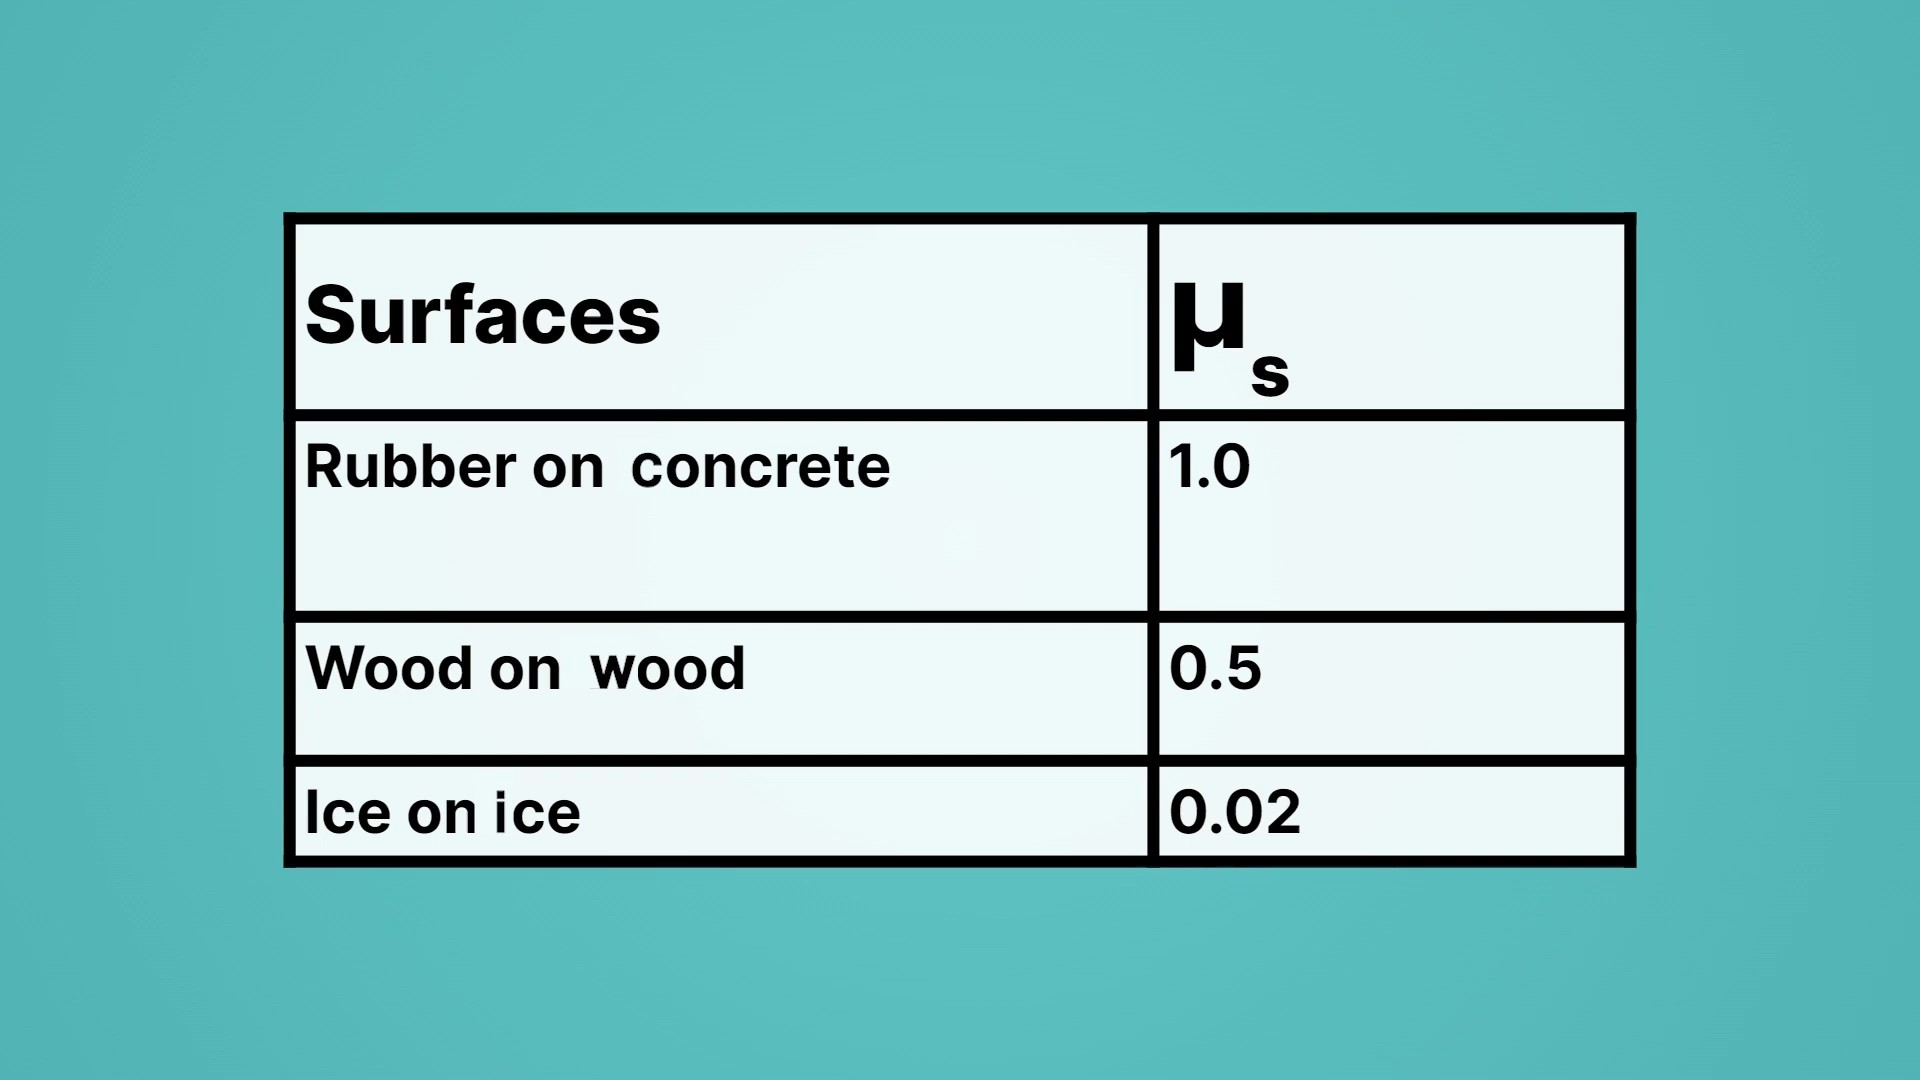 Surfaces
μs
Rubber on concrete
1.0
Wood on wood
0.5
Ice on ice
0.02